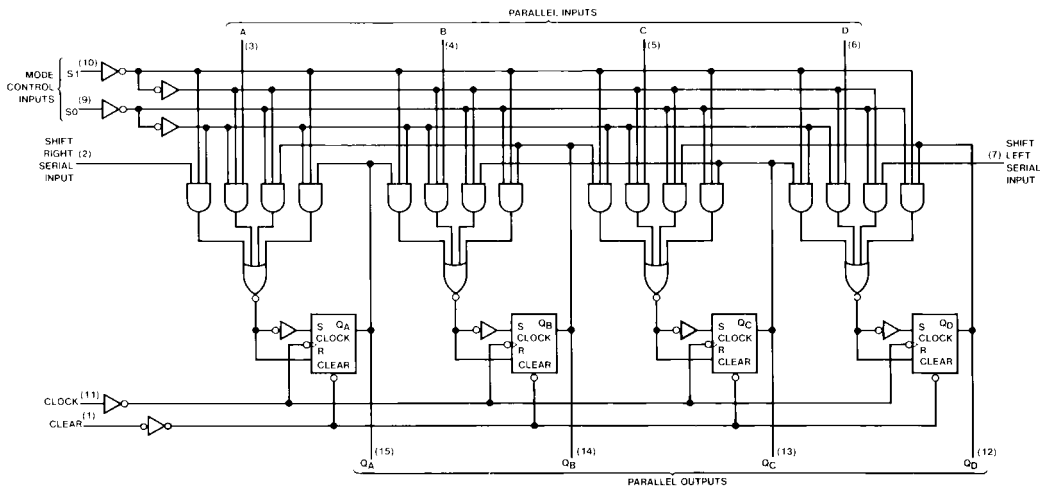 PARALLEL INPUTS
A B C D
(3) (4) (5) (6)
MODE
CONTROL
INPUTS
(10)
S1
(9)
S0
SHIFT
RIGHT
SERIAL
INPUT
(2)
SHIFT
LEFT
SERIAL
INPUT
(7)
S QA
CLOCK
R
CLEAR
S QB
CLOCK
R
CLEAR
S QC
CLOCK
R
CLEAR
S QD
CLOCK
R
CLEAR
CLOCK (11)
CLEAR (1)
(15) (14) (13) (12)
QA QB QC QD
PARALLEL OUTPUTS